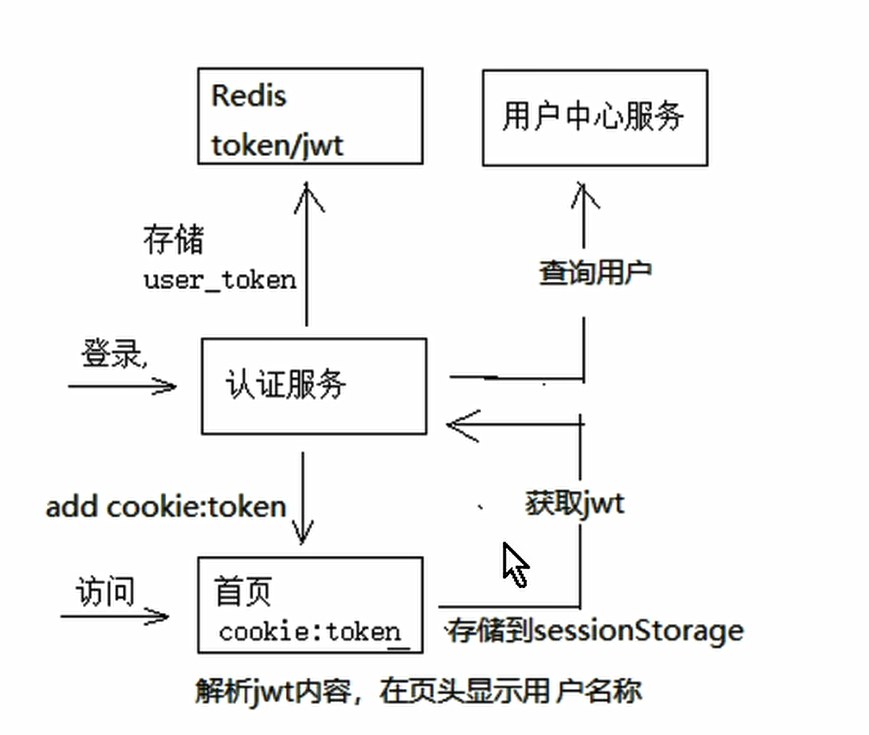 Redis
token/jwt
用户中心服务
存储
user_token
查询用户
登录,
认证服务
add cookie:token
获取jwt
访问
首页
cookie:token_
存储到sessionStorage
解析jwt内容，在页头显示用 户名称